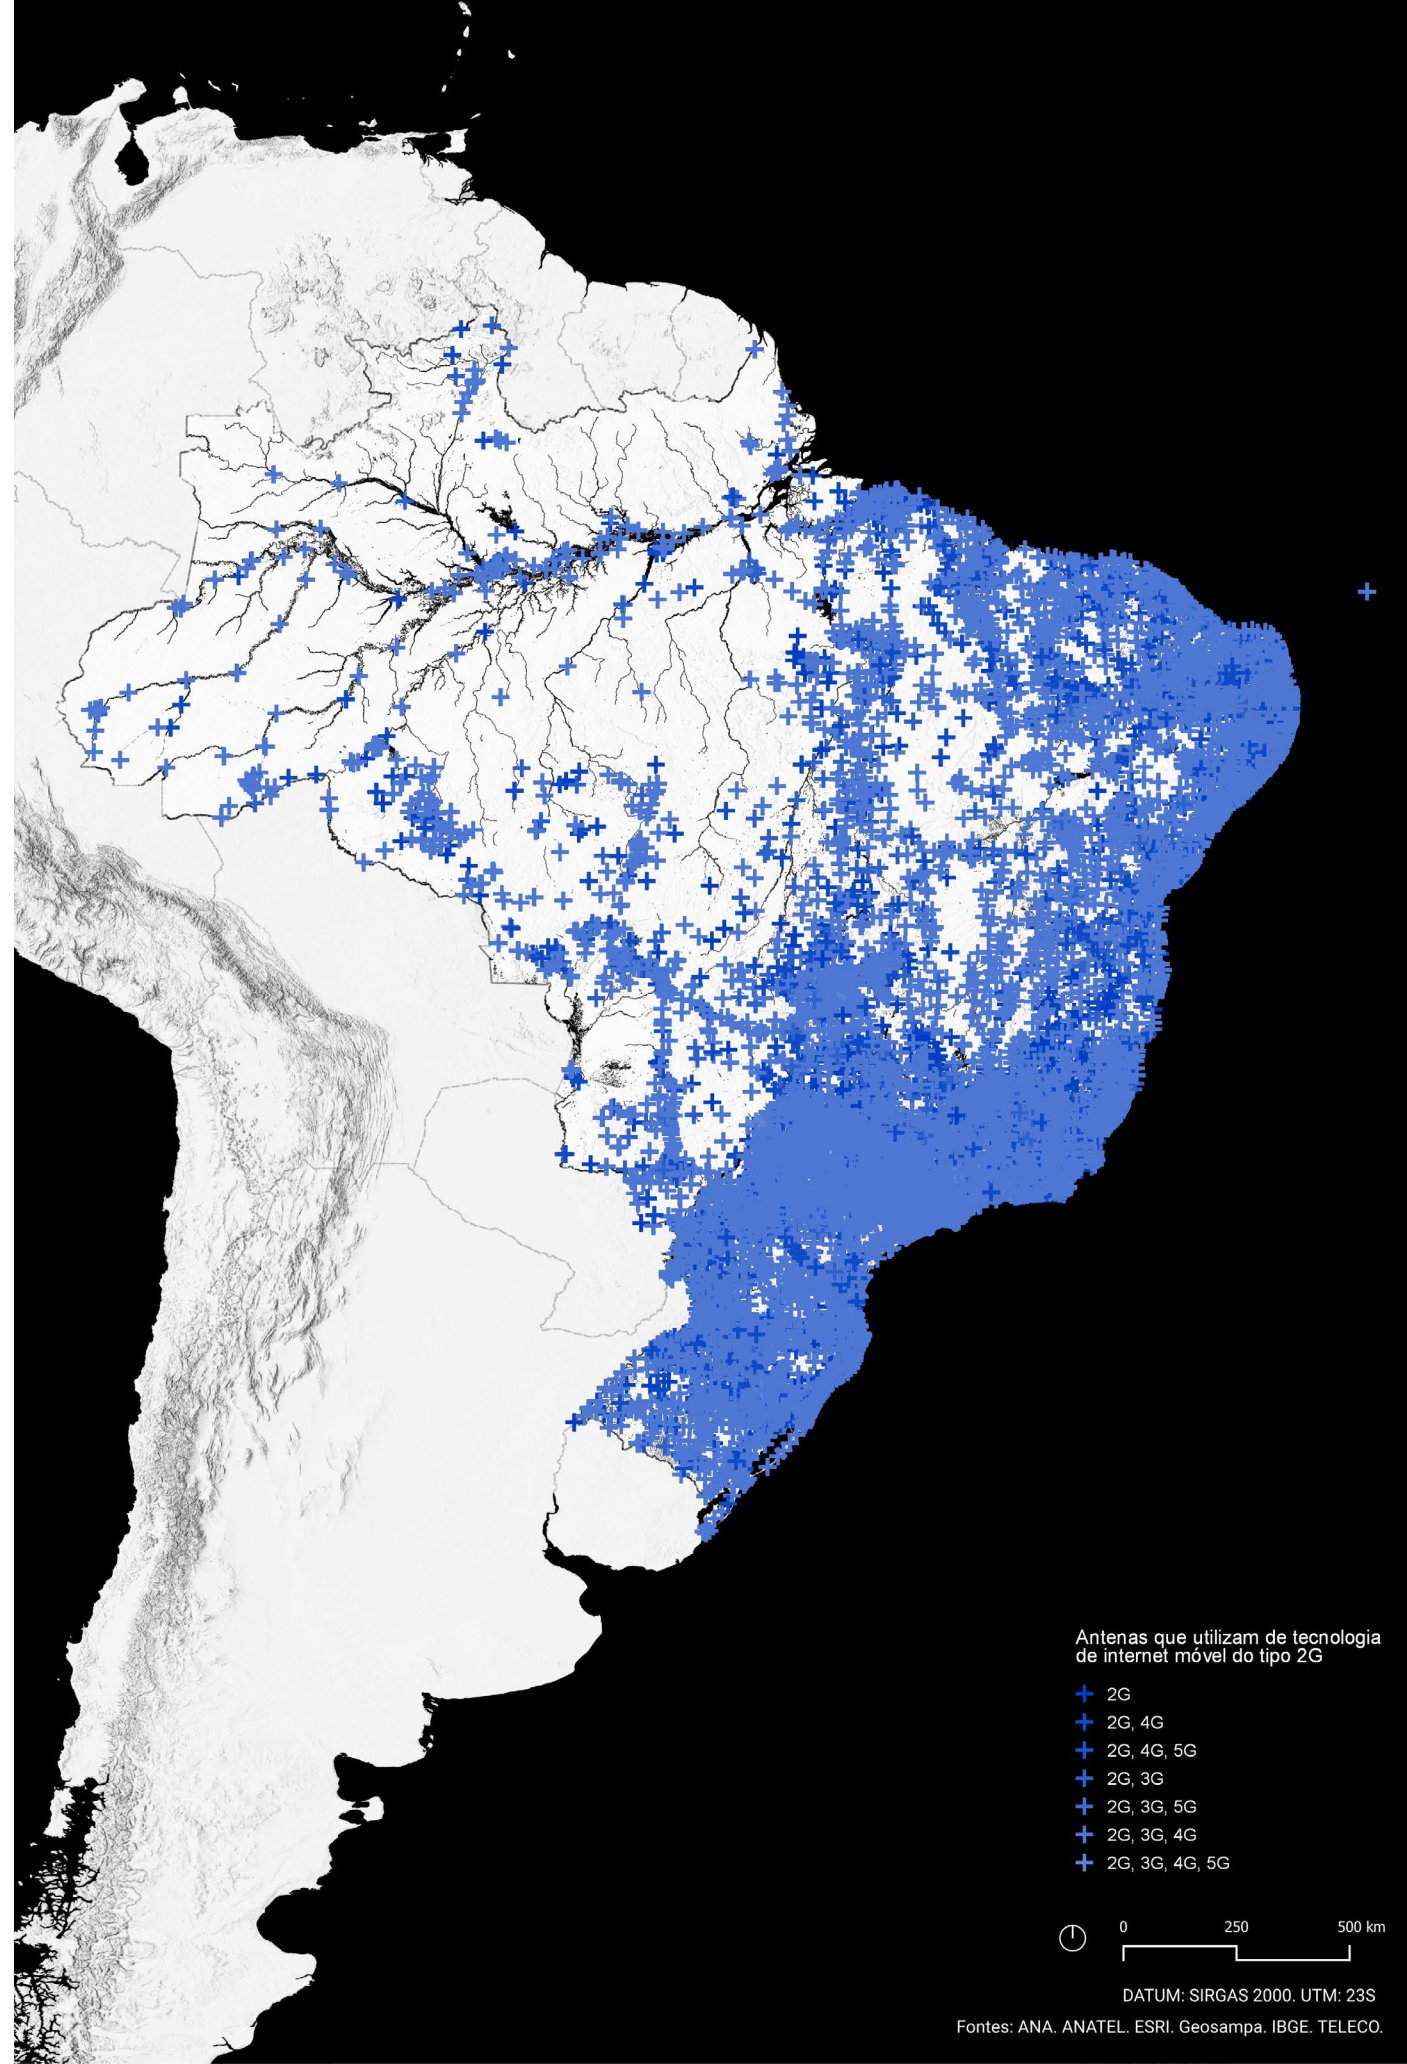 Antenas que utilizam de tecnologia
de internet móvel do tipo 2G
2G
2G, 4G
2G, 4G, 5G
2G, 3G
2G, 3G, 5G
2G, 3G, 4G
2G, 3G, 4G, 5G
0 250 500 km
DATUM: SIRGAS 2000. UTM: 23S
Fontes: ANA. ANATEL. ESRI. Geosampa. IBGE. TELECO.